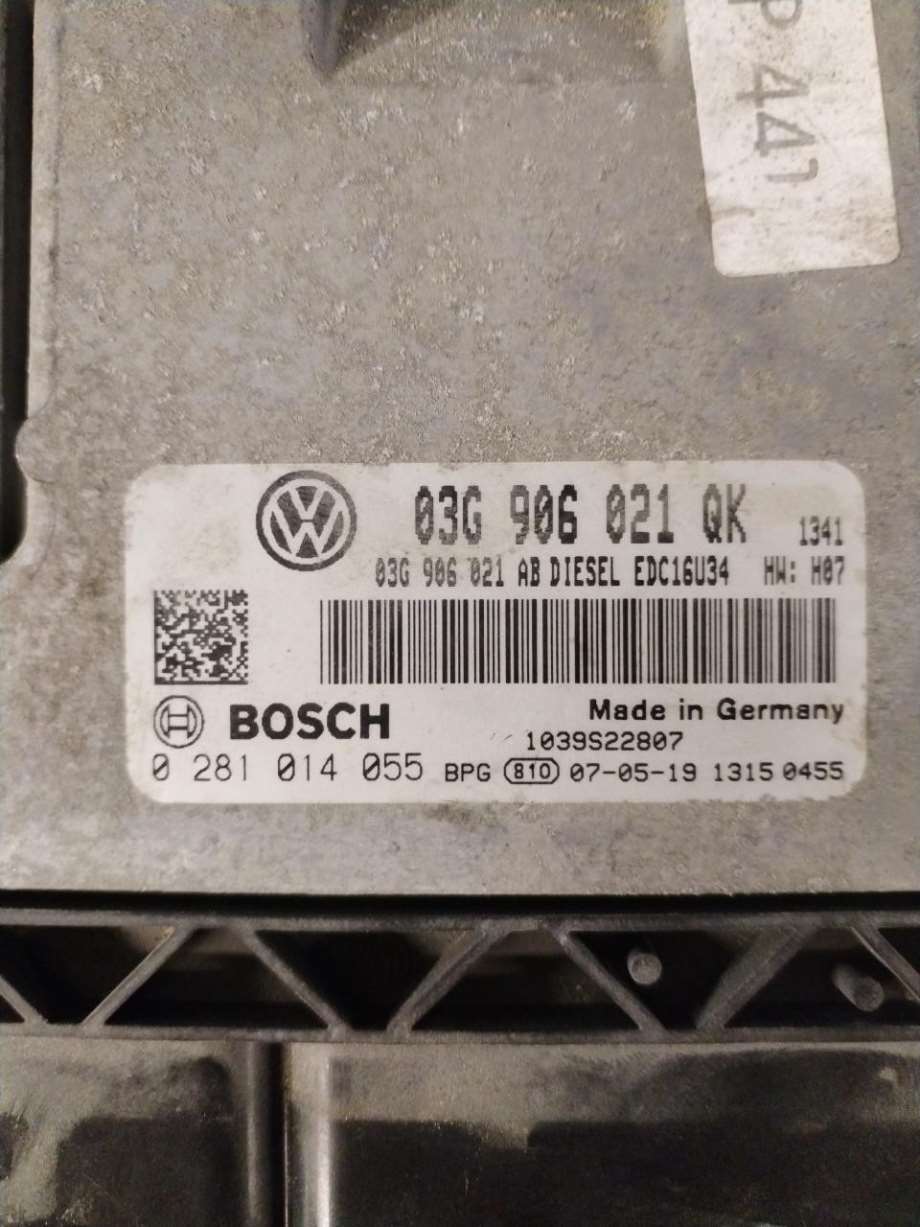 P 441
03G 906 021 QK 1341
03G 906 021 AB DIESEL EDC16U34 HW: H07
BOSCH
Made in Germany
1039S22807
0 281 014 055 BPG 810 07-05-19 1315 0455